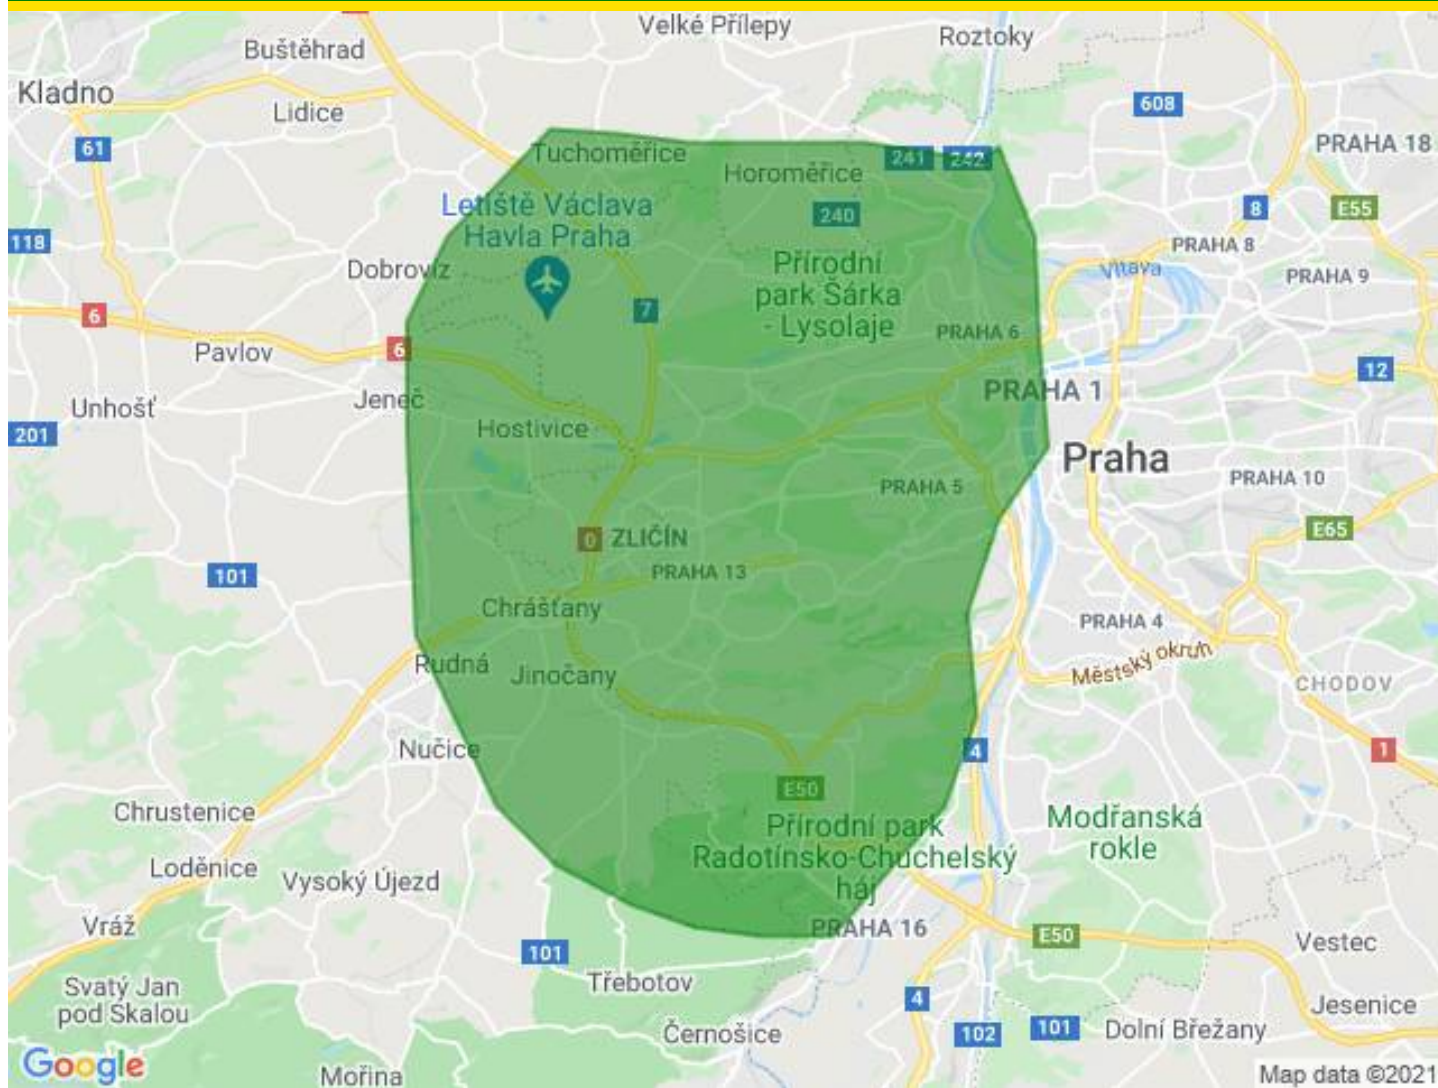 Velké Přílepy
Roztoky
Buštěhrad
Kladno
Lidice
608
61
PRAHA 18
Tuchoměřice
241
242
Horoměřice
Letiště Václava
Havla Praha
240
8
E55
118
PRAHA 8
Dobrovíz
Přírodní
park Šárka
- Lysolaje
Vltava
PRAHA 9
6
7
PRAHA 6
Pavlov
6
12
Jeneč
PRAHA 1
Unhošť
201
Hostivice
Praha
PRAHA 5
PRAHA 10
0
ZLIČÍN
E65
101
PRAHA 13
Chrášťany
PRAHA 4
Rudná
Jinočany
Městský okruh
CHODOV
Nučice
4
1
E50
Chrustenice
Přírodní park
Radotínsko-Chuchelský
háj
Modřanská
rokle
Loděnice
Vysoký Újezd
Vráž
PRAHA 16
E50
Vestec
101
Třebotov
Svatý Jan
pod Skalou
4
Jesenice
Černošice
102
101
Dolní Břežany
Google
Mořina
Map data ©2021